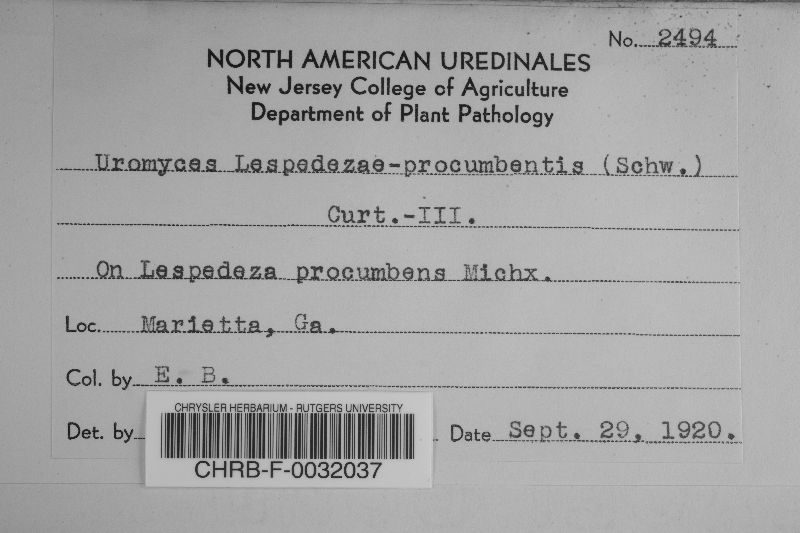 No. 2494
NORTH AMERICAN UREDINALES
New Jersey College of Agriculture
Department of Plant Pathology
Uromyces Lespedezae-procumbentis (Schw.)
Curt.-III.
On Lespedeza procumbens Michx.
Loc. Marietta, Ga.
Col. by E. B.
Det. by Date Sept. 29, 1920.
CHRYSLER HERBARIUM - RUTGERS UNIVERSITY
CHRB-F-0032037